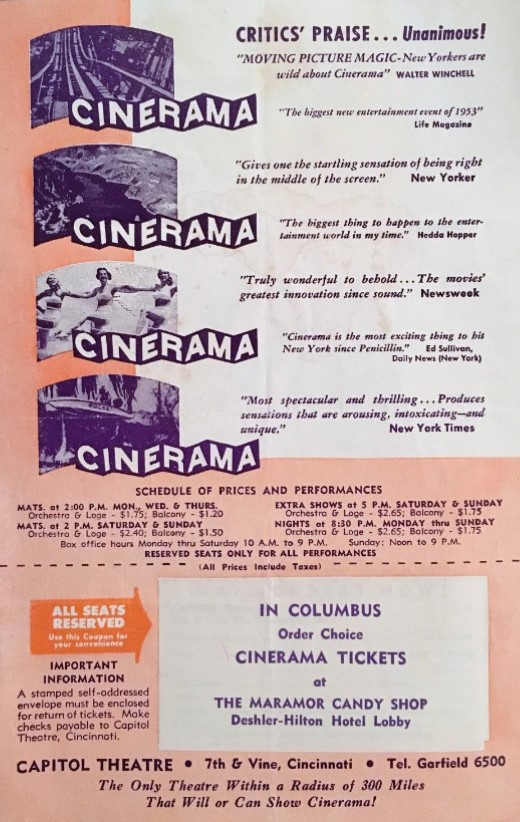 CRITICS' PRAISE... Unanimous!
"MOVING PICTURE MAGIC-New Yorkers are
wild about Cinerama" WALTER WINCHELL
CINERAMA
"The biggest new entertainment event of 1953"
Life Magazine
"Gives one the startling sensation of being right
in the middle of the screen." New Yorker
CINERAMA
"The biggest thing to happen to the enter-
tainment world in my time." Hedda Hopper
"Truly wonderful to behold...The movies'
greatest innovation since sound." Newsweek
CINERAMA
"Cinerama is the most exciting thing to hit
New York since Penicillin." Ed Sullivan,
Daily News (New York)
"Most spectacular and thrilling...Produces
sensations that are arousing, intoxicating—and
unique." New York Times
CINERAMA
SCHEDULE OF PRICES AND PERFORMANCES
MATS. at 2:00 P.M. MON., WED. & THURS.
Orchestra & Loge - $1.75; Balcony - $1.20
MATS. at 2 P.M. SATURDAY & SUNDAY
Orchestra & Loge - $2.40; Balcony - $1.50
EXTRA SHOWS at 5 P.M. SATURDAY & SUNDAY
Orchestra & Loge - $2.65; Balcony - $1.75
NIGHTS at 8:30 P.M. MONDAY thru SUNDAY
Orchestra & Loge - $2.65; Balcony - $1.75
Box office hours Monday thru Saturday 10 A.M. to 9 P.M. Sunday: Noon to 9 P.M.
RESERVED SEATS ONLY FOR ALL PERFORMANCES
(All Prices Include Taxes)
ALL SEATS
RESERVED
Use this Coupon for
your convenience
IMPORTANT
INFORMATION
A stamped self-addressed
envelope must be enclosed
for return of tickets. Make
checks payable to Capitol
Theatre, Cincinnati.
IN COLUMBUS
Order Choice
CINERAMA TICKETS
at
THE MARAMOR CANDY SHOP
Deshler-Hilton Hotel Lobby
CAPITOL THEATRE • 7th & Vine, Cincinnati • Tel. Garfield 6500
The Only Theatre Within a Radius of 300 Miles
That Will or Can Show Cinerama!